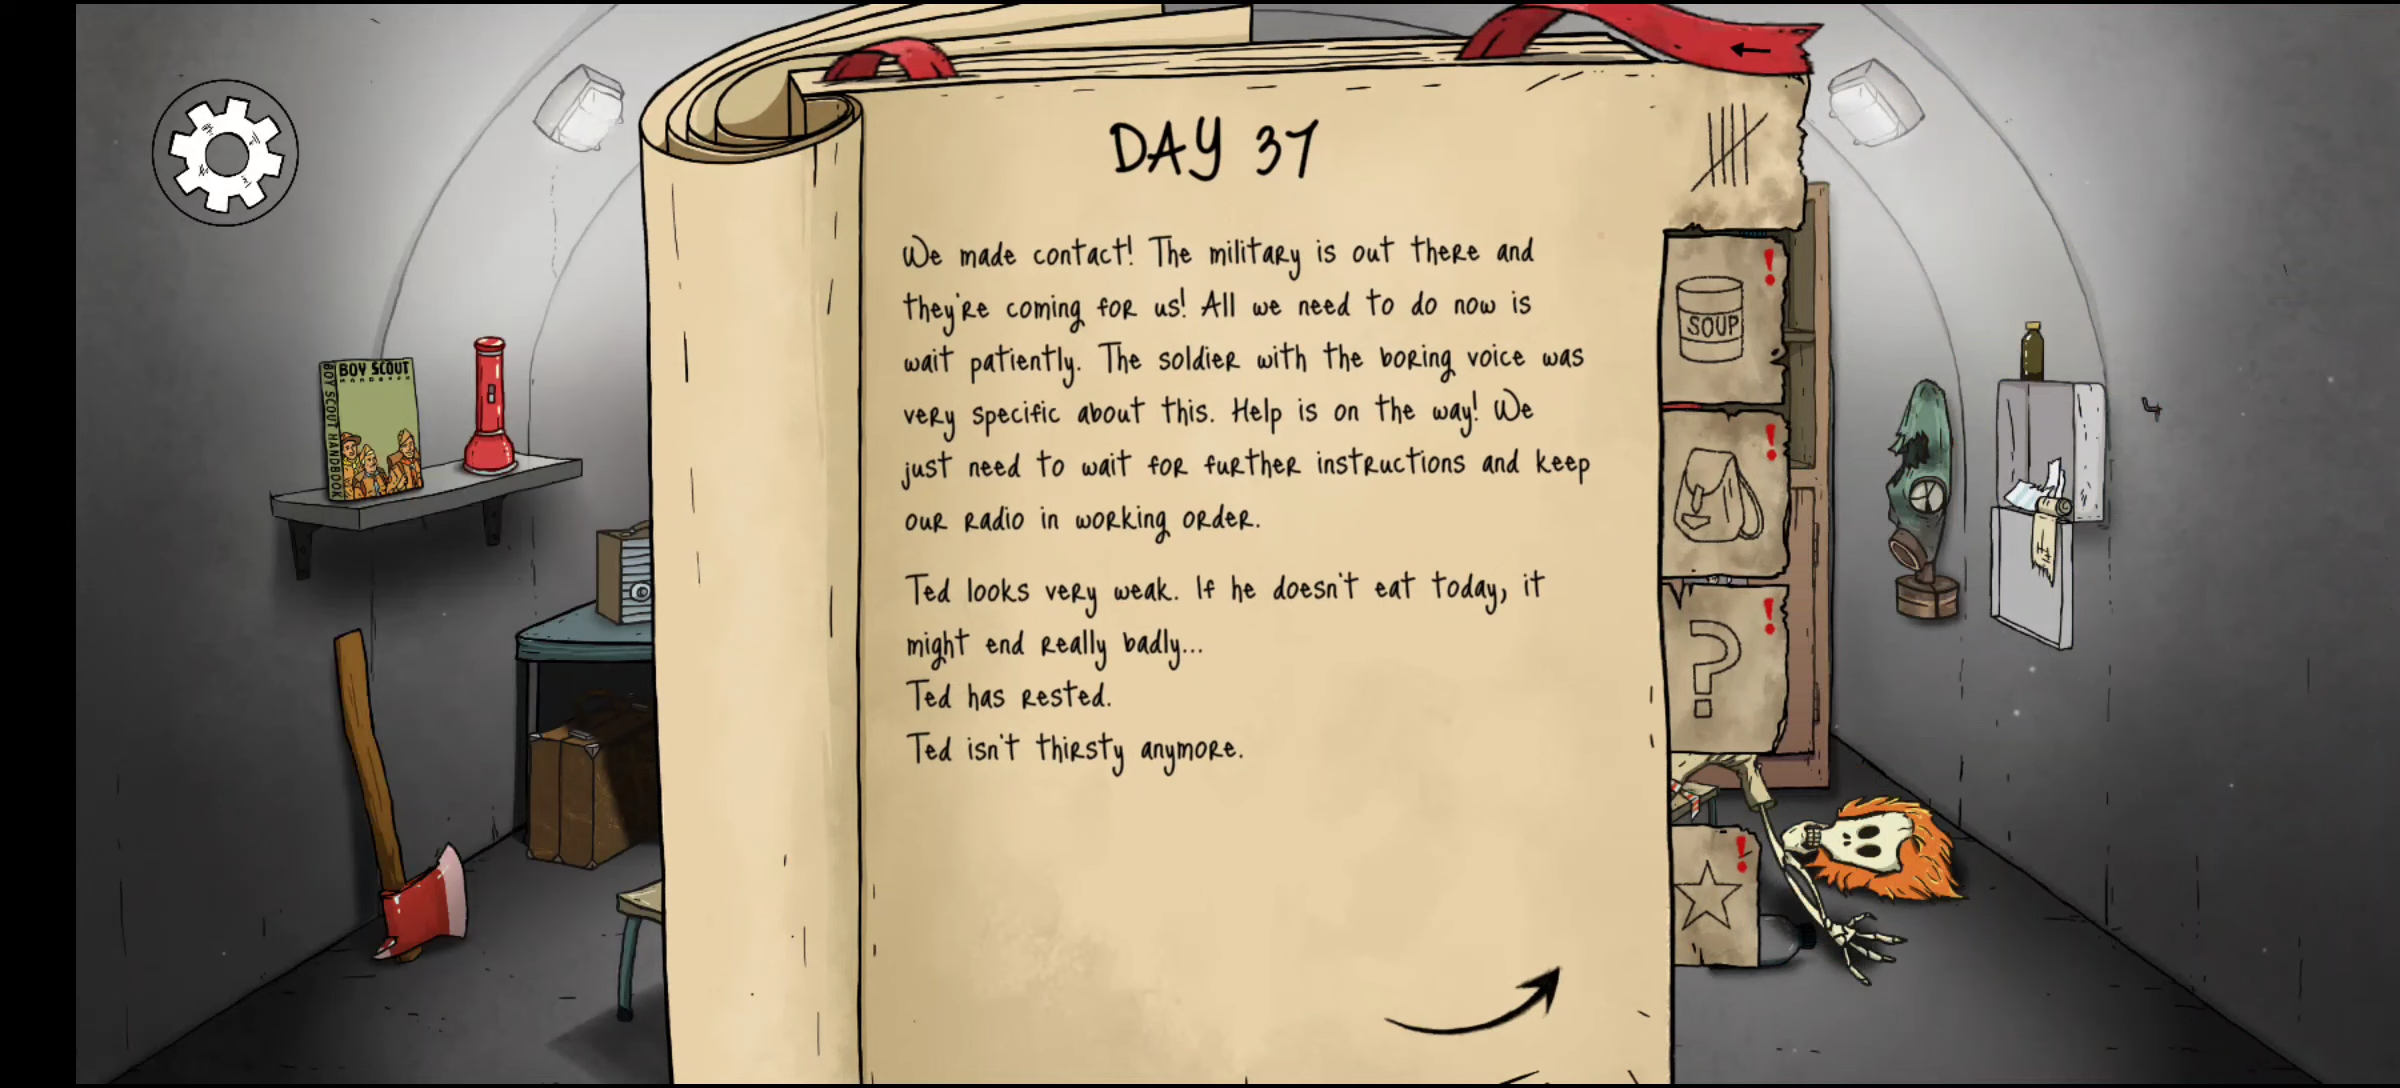 DAY 37
We made contact! The military is out there and
they're coming for us! All we need to do now is
wait patiently. The soldier with the boring voice was
very specific about this. Help is on the way! We
just need to wait for further instructions and keep
our radio in working order.
Ted looks very weak. If he doesn't eat today, it
might end really badly...
Ted has rested.
Ted isn't thirsty anymore.
SOUP
!
!
?
!
!
BOY SCOUT
HANDBOOK
BOY SCOUT HANDBOOK